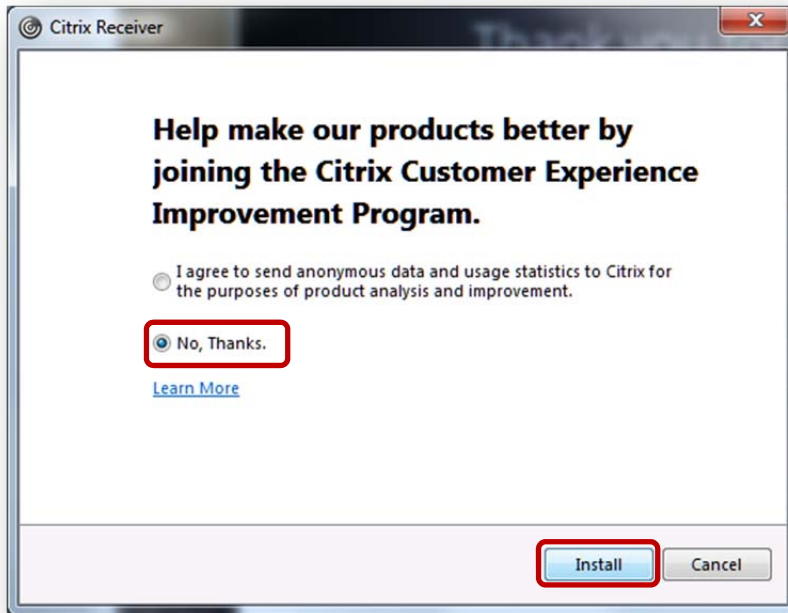 Citrix Receiver
Thank you
Help make our products better by
joining the Citrix Customer Experience
Improvement Program.
I agree to send anonymous data and usage statistics to Citrix for
the purposes of product analysis and improvement.
No, Thanks.
Learn More
Install
Cancel